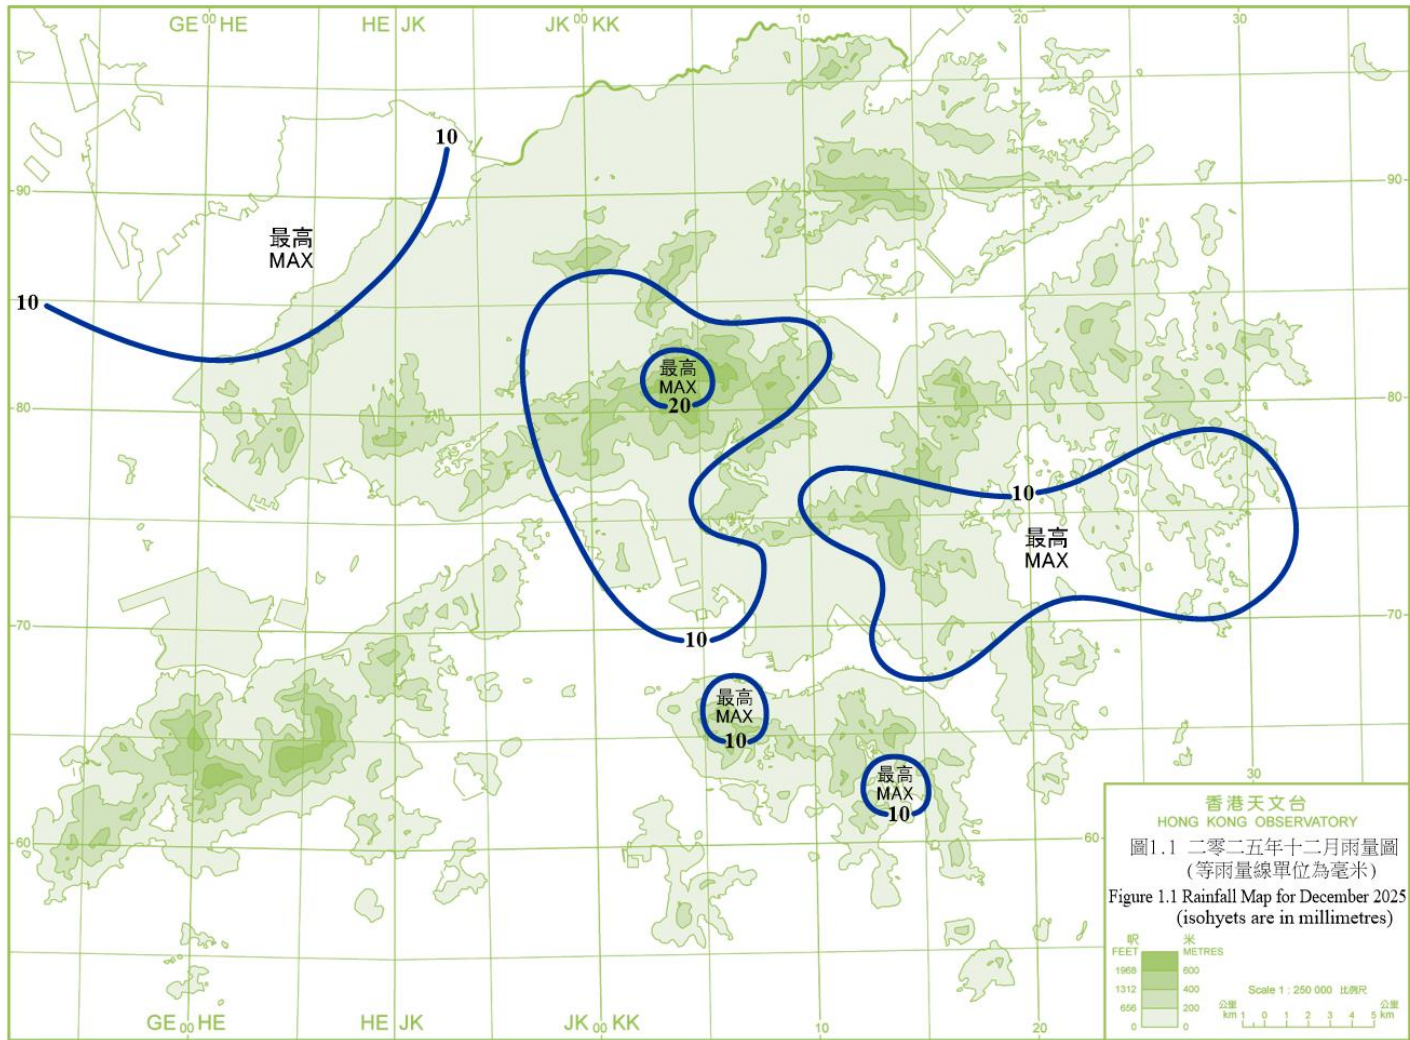 GE 00 HE
HE JK
JK 00 KK
10
20
30
10
90
90
最高
MAX
10
最高
MAX
80
20
80
10
最高
MAX
70
10
70
最高
MAX
10
最高
MAX
10
30
60
60
香港天文台
HONG KONG OBSERVATORY
圖1.1 二零二五年十二月雨量圖
(等雨量線單位為毫米)
Figure 1.1 Rainfall Map for December 2025
(isohyets are in millimetres)
呎 米
FEET METRES
1968 600
1312 400
656 200
0 0
Scale 1 : 250 000 比例尺
公里 公里
km 1 0 1 2 3 4 5 km
GE 00 HE
HE JK
JK 00 KK
10
20